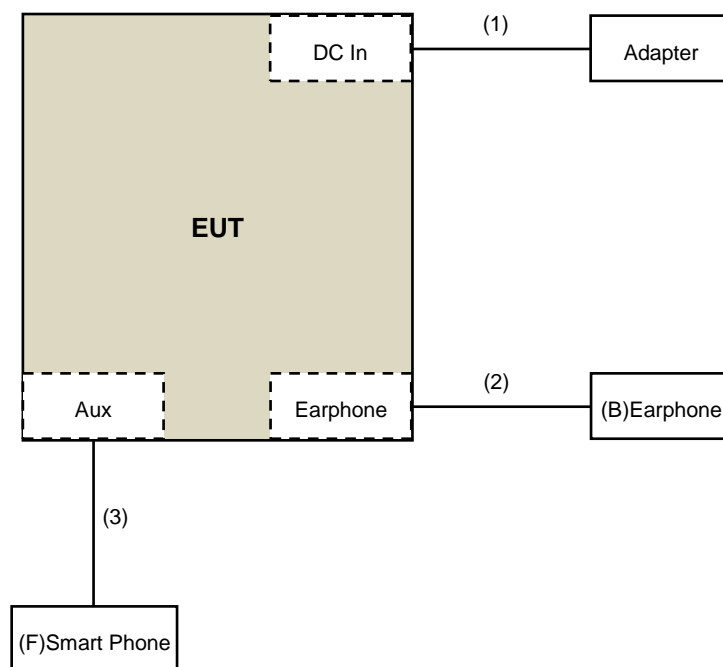 (1)
DC In
Adapter
EUT
(2)
Aux
Earphone
(B)Earphone
(3)
(F)Smart Phone